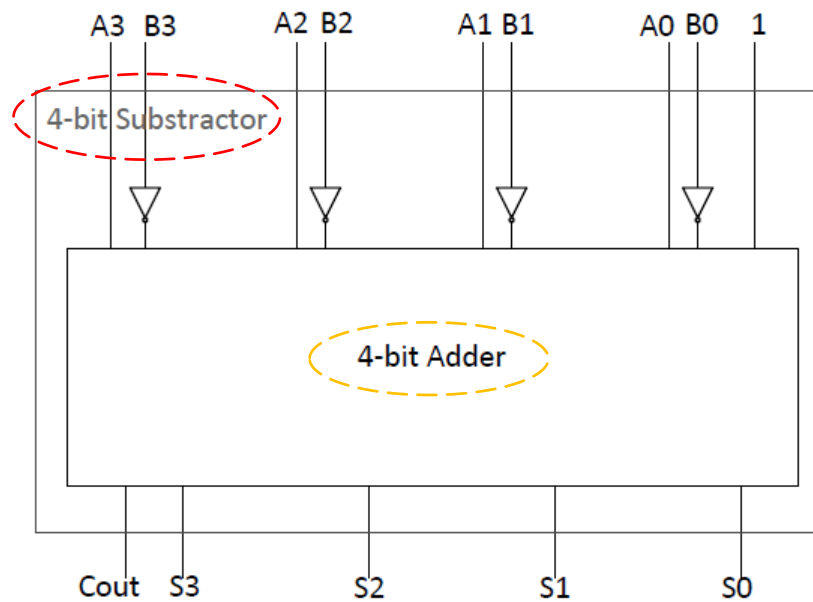 A3 B3 A2 B2 A1 B1 A0 B0 1
4-bit Substractor
4-bit Adder
Cout S3 S2 S1 S0